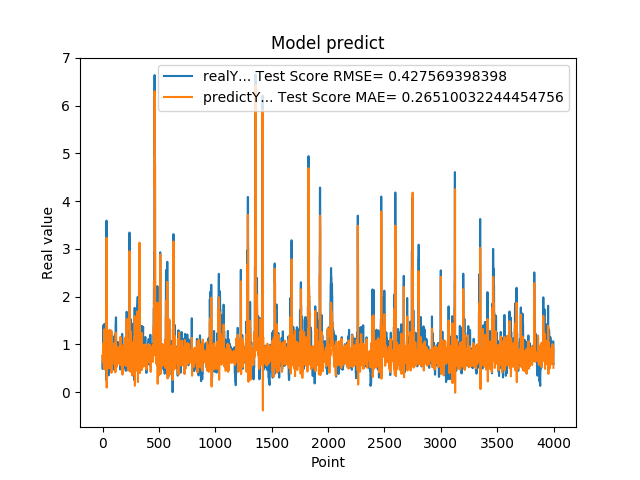 Model predict
realY... Test Score RMSE= 0.427569398398
predictY... Test Score MAE= 0.26510032244454756
Real value
7
6
5
4
3
2
1
0
0 500 1000 1500 2000 2500 3000 3500 4000
Point